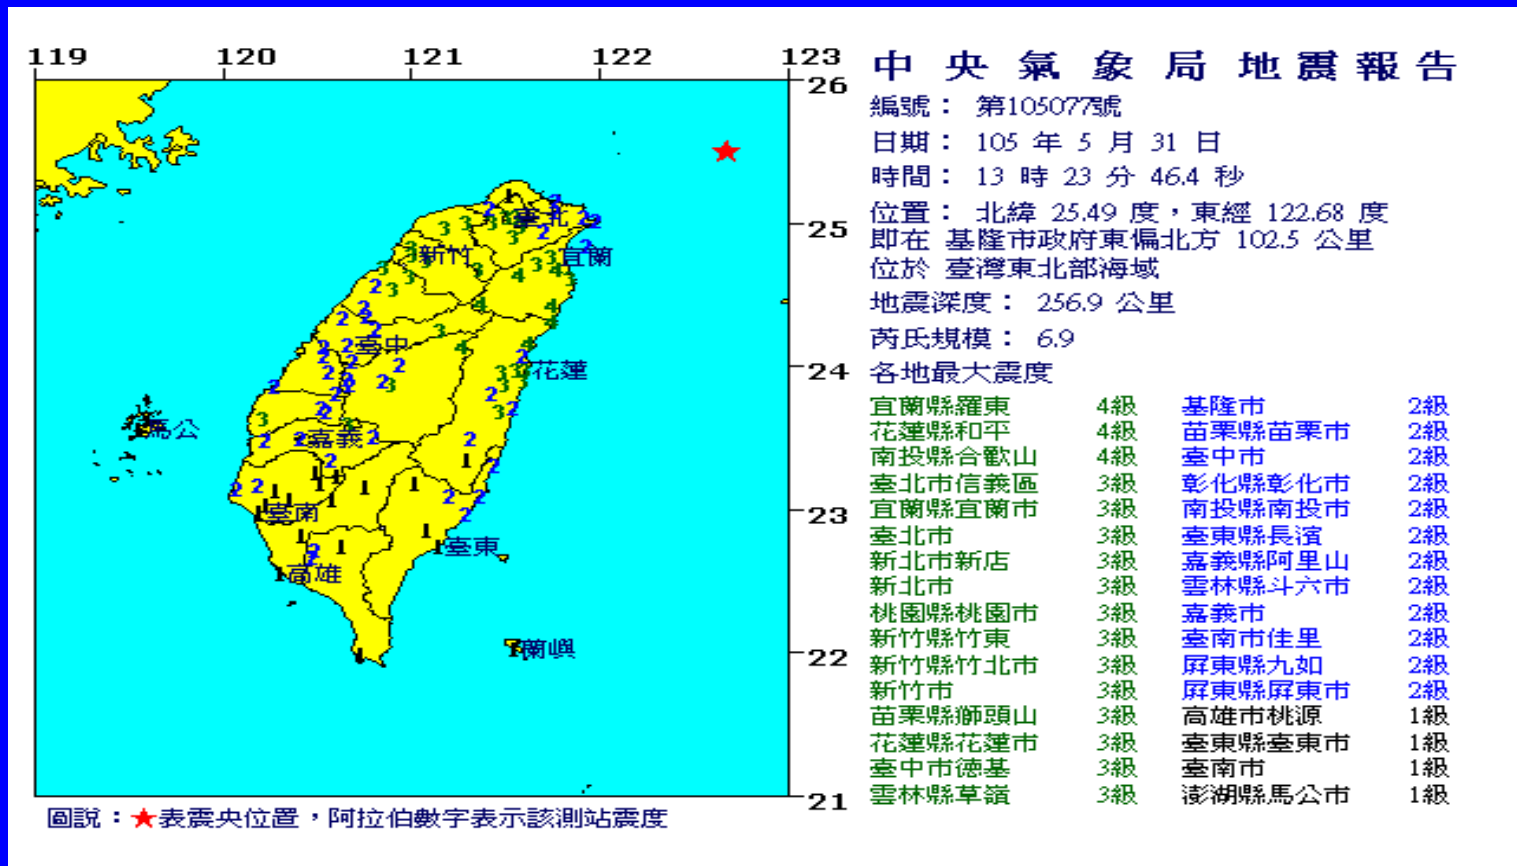 119 120 121 122 123
26
25
24
23
22
21
臺北
新竹
宜蘭
臺中
花蓮
馬公
嘉義
臺南
臺東
高雄
蘭嶼
圖說：★表震央位置，阿拉伯數字表示該測站震度
中央氣象局地震報告
編號： 第105077號
日期： 105 年 5 月 31 日
時間： 13 時 23 分 46.4 秒
位置： 北緯 25.49 度，東經 122.68 度
即在 基隆市政府東偏北方 102.5 公里
位於 臺灣東北部海域
地震深度： 256.9 公里
芮氏規模： 6.9
各地最大震度
宜蘭縣羅東 4級 基隆市 2級
花蓮縣和平 4級 苗栗縣苗栗市 2級
南投縣合歡山 4級 臺中市 2級
臺北市信義區 3級 彰化縣彰化市 2級
宜蘭縣宜蘭市 3級 南投縣南投市 2級
臺北市 3級 臺東縣長濱 2級
新北市新店 3級 嘉義縣阿里山 2級
新北市 3級 雲林縣斗六市 2級
桃園縣桃園市 3級 嘉義市 2級
新竹縣竹東 3級 臺南市佳里 2級
新竹縣竹北市 3級 屏東縣九如 2級
新竹市 3級 屏東縣屏東市 2級
苗栗縣獅頭山 3級 高雄市桃源 1級
花蓮縣花蓮市 3級 臺東縣臺東市 1級
臺中市德基 3級 臺南市 1級
雲林縣草嶺 3級 澎湖縣馬公市 1級